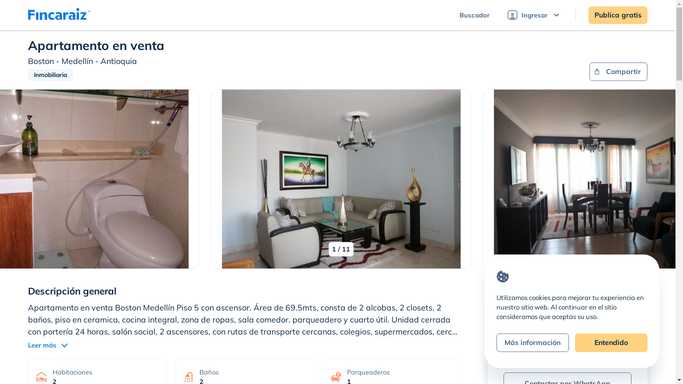 Fincaraiz
Buscador
Ingresar
Publica gratis
Apartamento en venta
Boston - Medellín - Antioquia
Inmobiliaria
Compartir
1 / 11
Descripción general
Apartamento en venta Boston Medellín Piso 5 con ascensor. Área de 69.5mts, consta de 2 alcobas, 2 closets, 2
baños, piso en ceramica, cocina integral, zona de ropas, sala comedor, parqueadero y cuarto útil. Unidad cerrada
con portería 24 horas, salón social, 2 ascensores, con rutas de transporte cercanas, colegios, supermercados, cerc...
Leer más
Habitaciones
2
Baños
2
Parqueaderos
1
Utilizamos cookies para mejorar tu experiencia en
nuestro sitio web. Al continuar en el sitio
consideramos que aceptas su uso.
Más información
Entendido
Contactar por WhatsApp